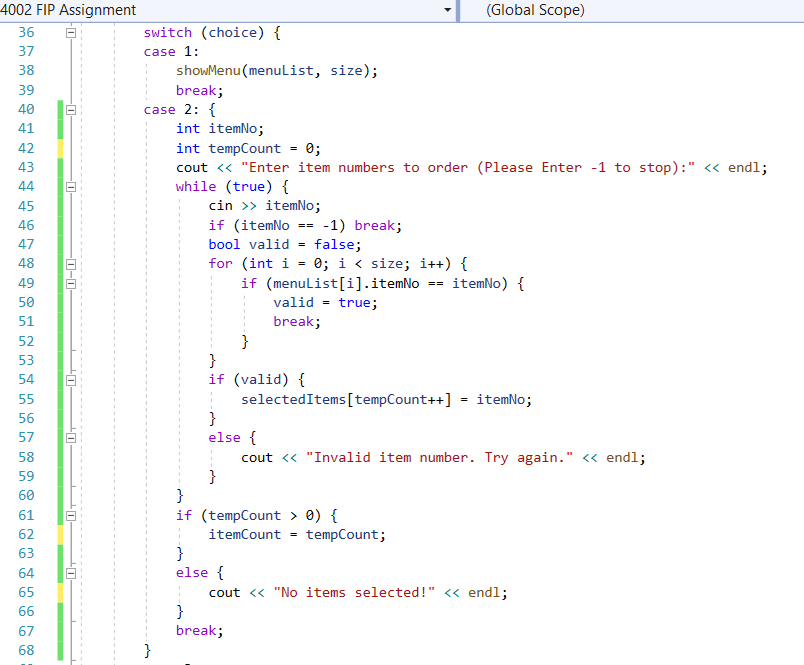 4002 FIP Assignment (Global Scope)
36 switch (choice) {
37 case 1:
38 showMenu(menuList, size);
39 break;
40 case 2: {
41 int itemNo;
42 int tempCount = 0;
43 cout << "Enter item numbers to order (Please Enter -1 to stop):" << endl;
44 while (true) {
45 cin >> itemNo;
46 if (itemNo == -1) break;
47 bool valid = false;
48 for (int i = 0; i < size; i++) {
49 if (menuList[i].itemNo == itemNo) {
50 valid = true;
51 break;
52 }
53 }
54 if (valid) {
55 selectedItems[tempCount++] = itemNo;
56 }
57 else {
58 cout << "Invalid item number. Try again." << endl;
59 }
60 }
61 if (tempCount > 0) {
62 itemCount = tempCount;
63 }
64 else {
65 cout << "No items selected!" << endl;
66 }
67 break;
68 }